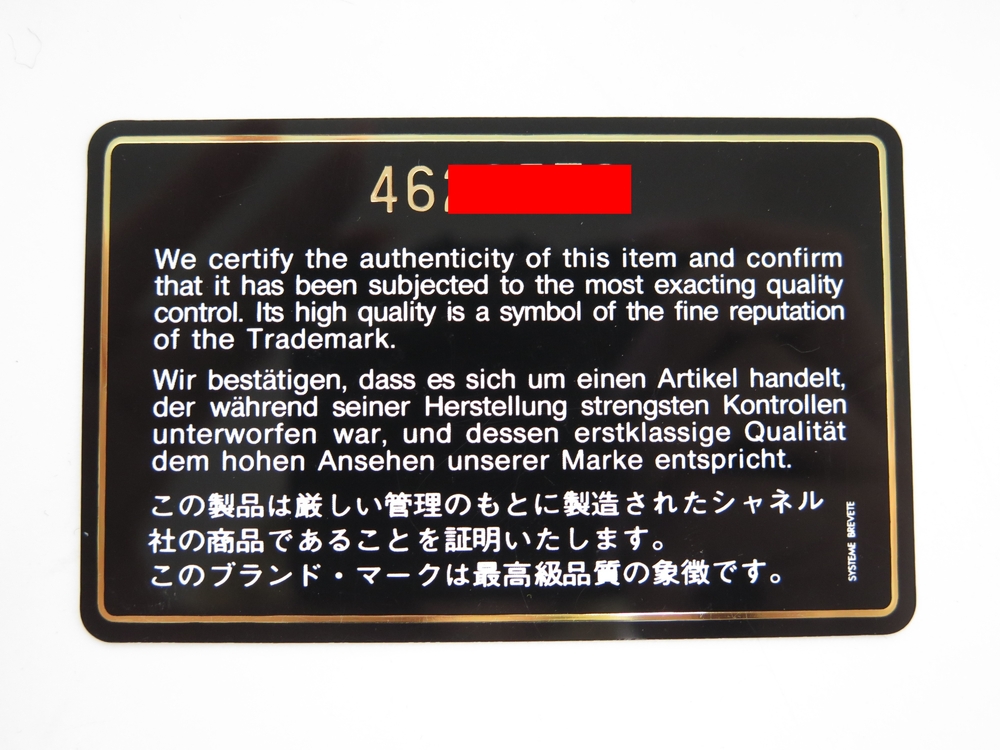 46
We certify the authenticity of this item and confirm
that it has been subjected to the most exacting quality
control. Its high quality is a symbol of the fine reputation
of the Trademark.
Wir bestätigen, dass es sich um einen Artikel handelt,
der während seiner Herstellung strengsten Kontrollen
unterworfen war, und dessen erstklassige Qualität
dem hohen Ansehen unserer Marke entspricht.
この製品は厳しい管理のもとに製造されたシャネル
社の商品であることを証明いたします。
このブランド・マークは最高級品質の象徴です。
SYSTEME BREVETE